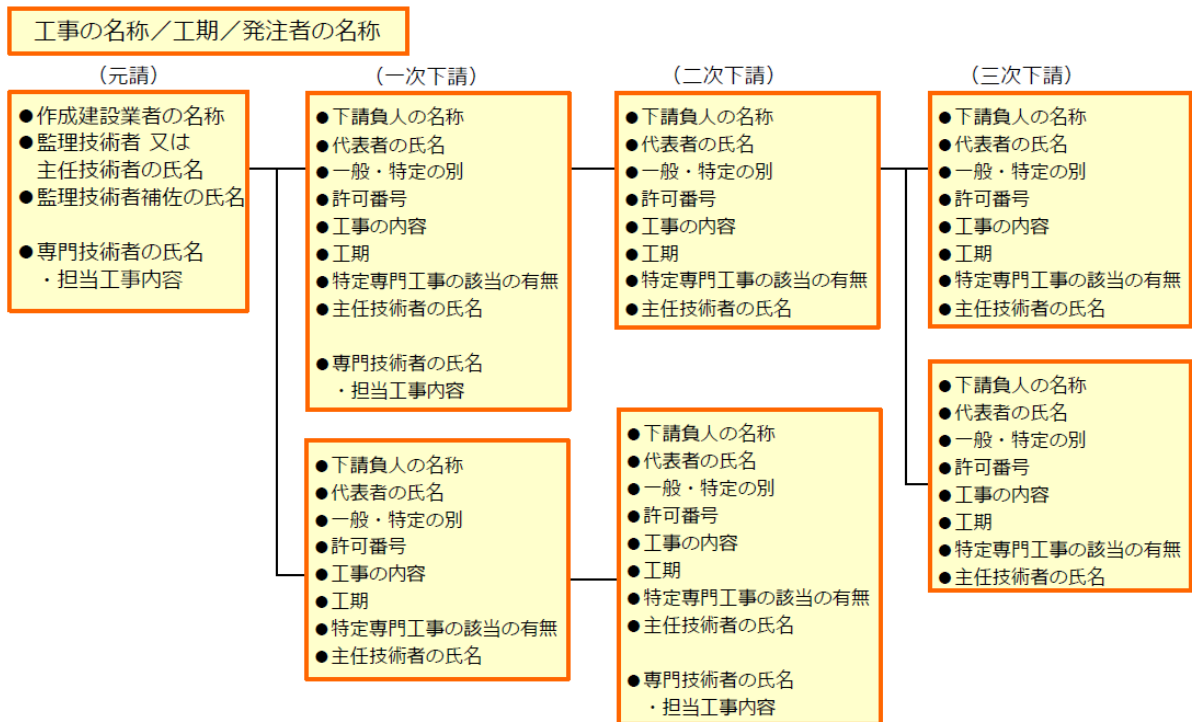 工事の名称／工期／発注者の名称
（元請）
●作成建設業者の名称
●監理技術者 又は
主任技術者の氏名
●監理技術者補佐の氏名
●専門技術者の氏名
・担当工事内容
（一次下請）
●下請負人の名称
●代表者の氏名
●一般・特定の別
●許可番号
●工事の内容
●工期
●特定専門工事の該当の有無
●主任技術者の氏名
●専門技術者の氏名
・担当工事内容
●下請負人の名称
●代表者の氏名
●一般・特定の別
●許可番号
●工事の内容
●工期
●特定専門工事の該当の有無
●主任技術者の氏名
（二次下請）
●下請負人の名称
●代表者の氏名
●一般・特定の別
●許可番号
●工事の内容
●工期
●特定専門工事の該当の有無
●主任技術者の氏名
●下請負人の名称
●代表者の氏名
●一般・特定の別
●許可番号
●工事の内容
●工期
●特定専門工事の該当の有無
●主任技術者の氏名
●専門技術者の氏名
・担当工事内容
（三次下請）
●下請負人の名称
●代表者の氏名
●一般・特定の別
●許可番号
●工事の内容
●工期
●特定専門工事の該当の有無
●主任技術者の氏名
●下請負人の名称
●代表者の氏名
●一般・特定の別
●許可番号
●工事の内容
●工期
●特定専門工事の該当の有無
●主任技術者の氏名